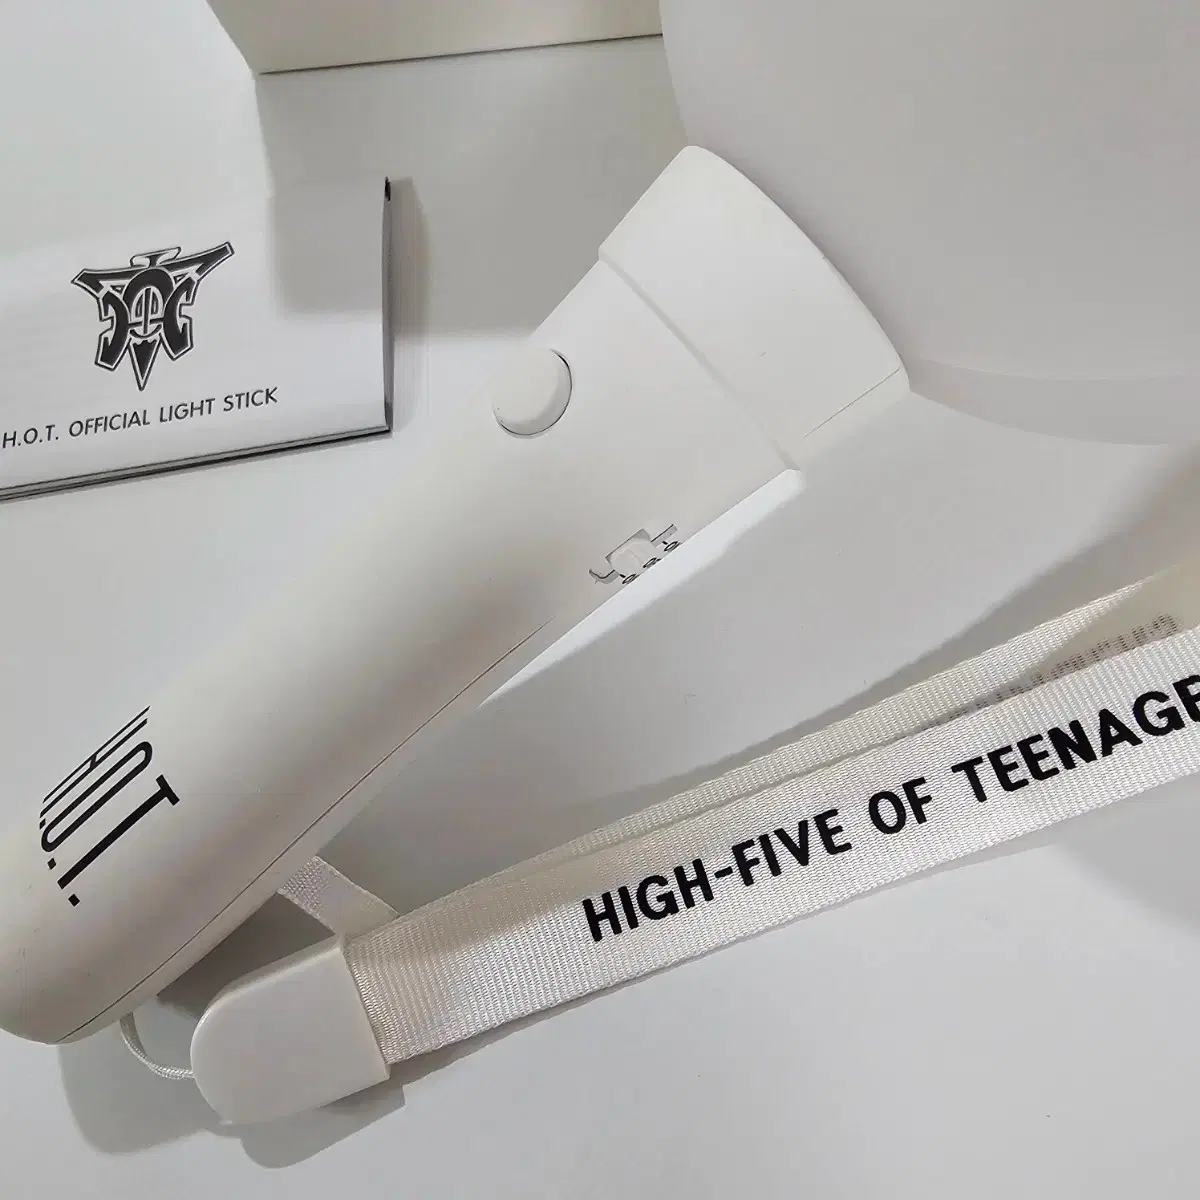 H.O.T. OFFICIAL LIGHT STICK
H.O.T.
HIGH-FIVE OF TEENAGE